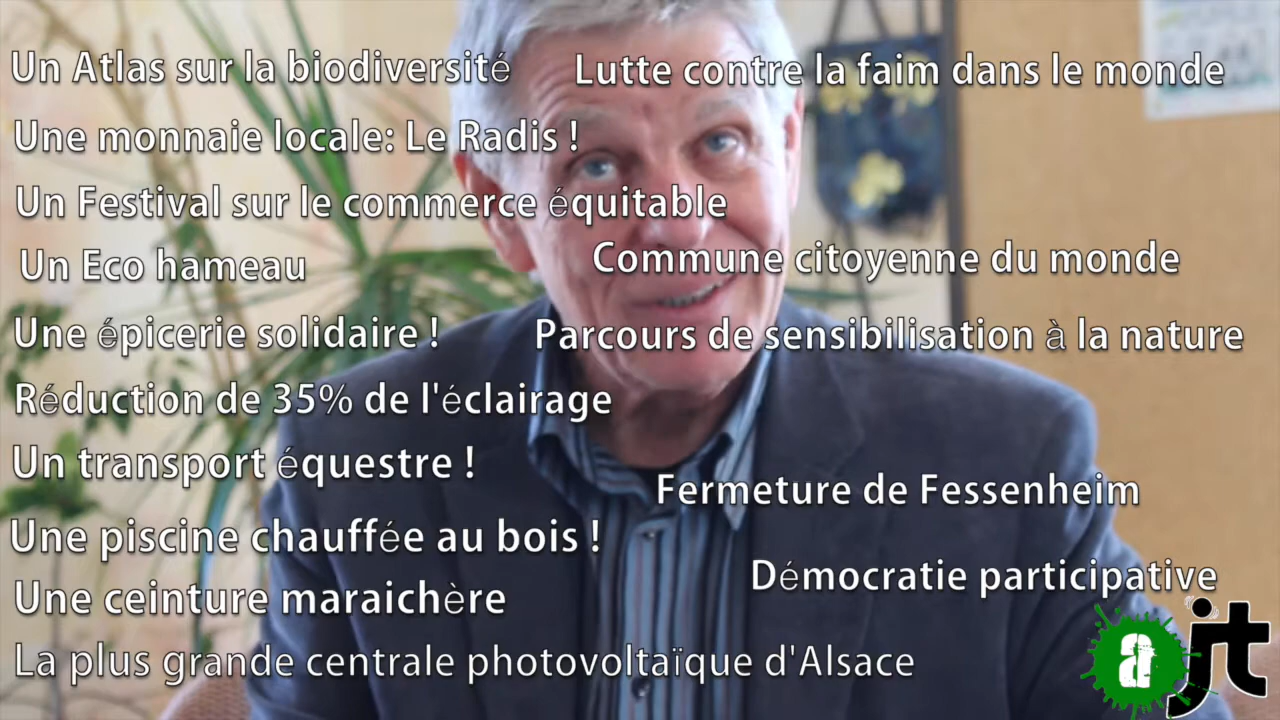 Un Atlas sur la biodiversité
Lutte contre la faim dans le monde
Une monnaie locale: Le Radis !
Un Festival sur le commerce équitable
Un Eco hameau
Commune citoyenne du monde
Une épicerie solidaire !
Parcours de sensibilisation à la nature
Réduction de 35% de l'éclairage
Un transport équestre !
Fermeture de Fessenheim
Une piscine chauffée au bois !
Démocratie participative
Une ceinture maraichère
La plus grande centrale photovoltaïque d'Alsace
a jt